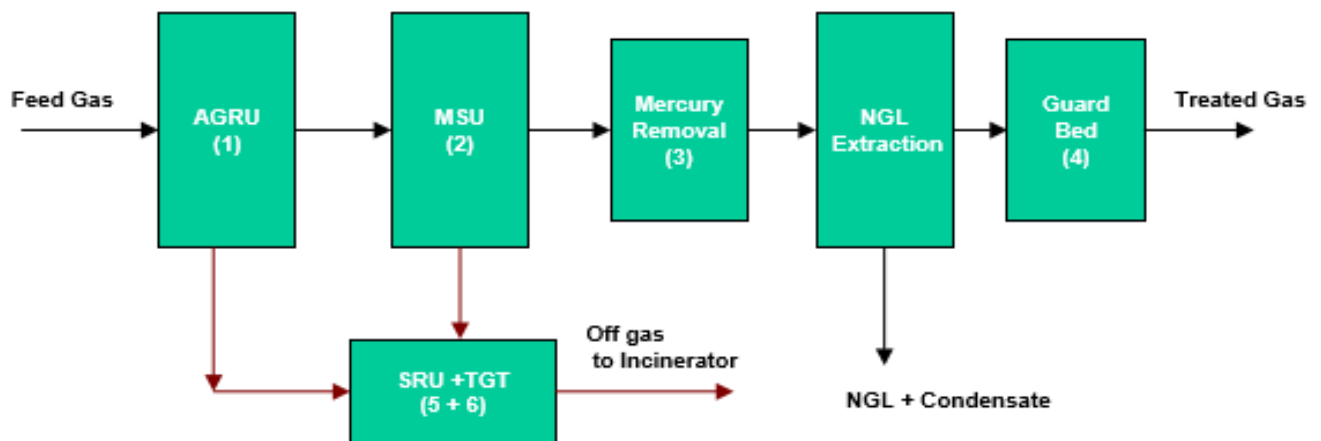 Feed Gas
AGRU
(1)
MSU
(2)
Mercury
Removal
(3)
NGL
Extraction
Guard
Bed
(4)
Treated Gas
SRU +TGT
(5 + 6)
Off gas
to Incinerator
NGL + Condensate